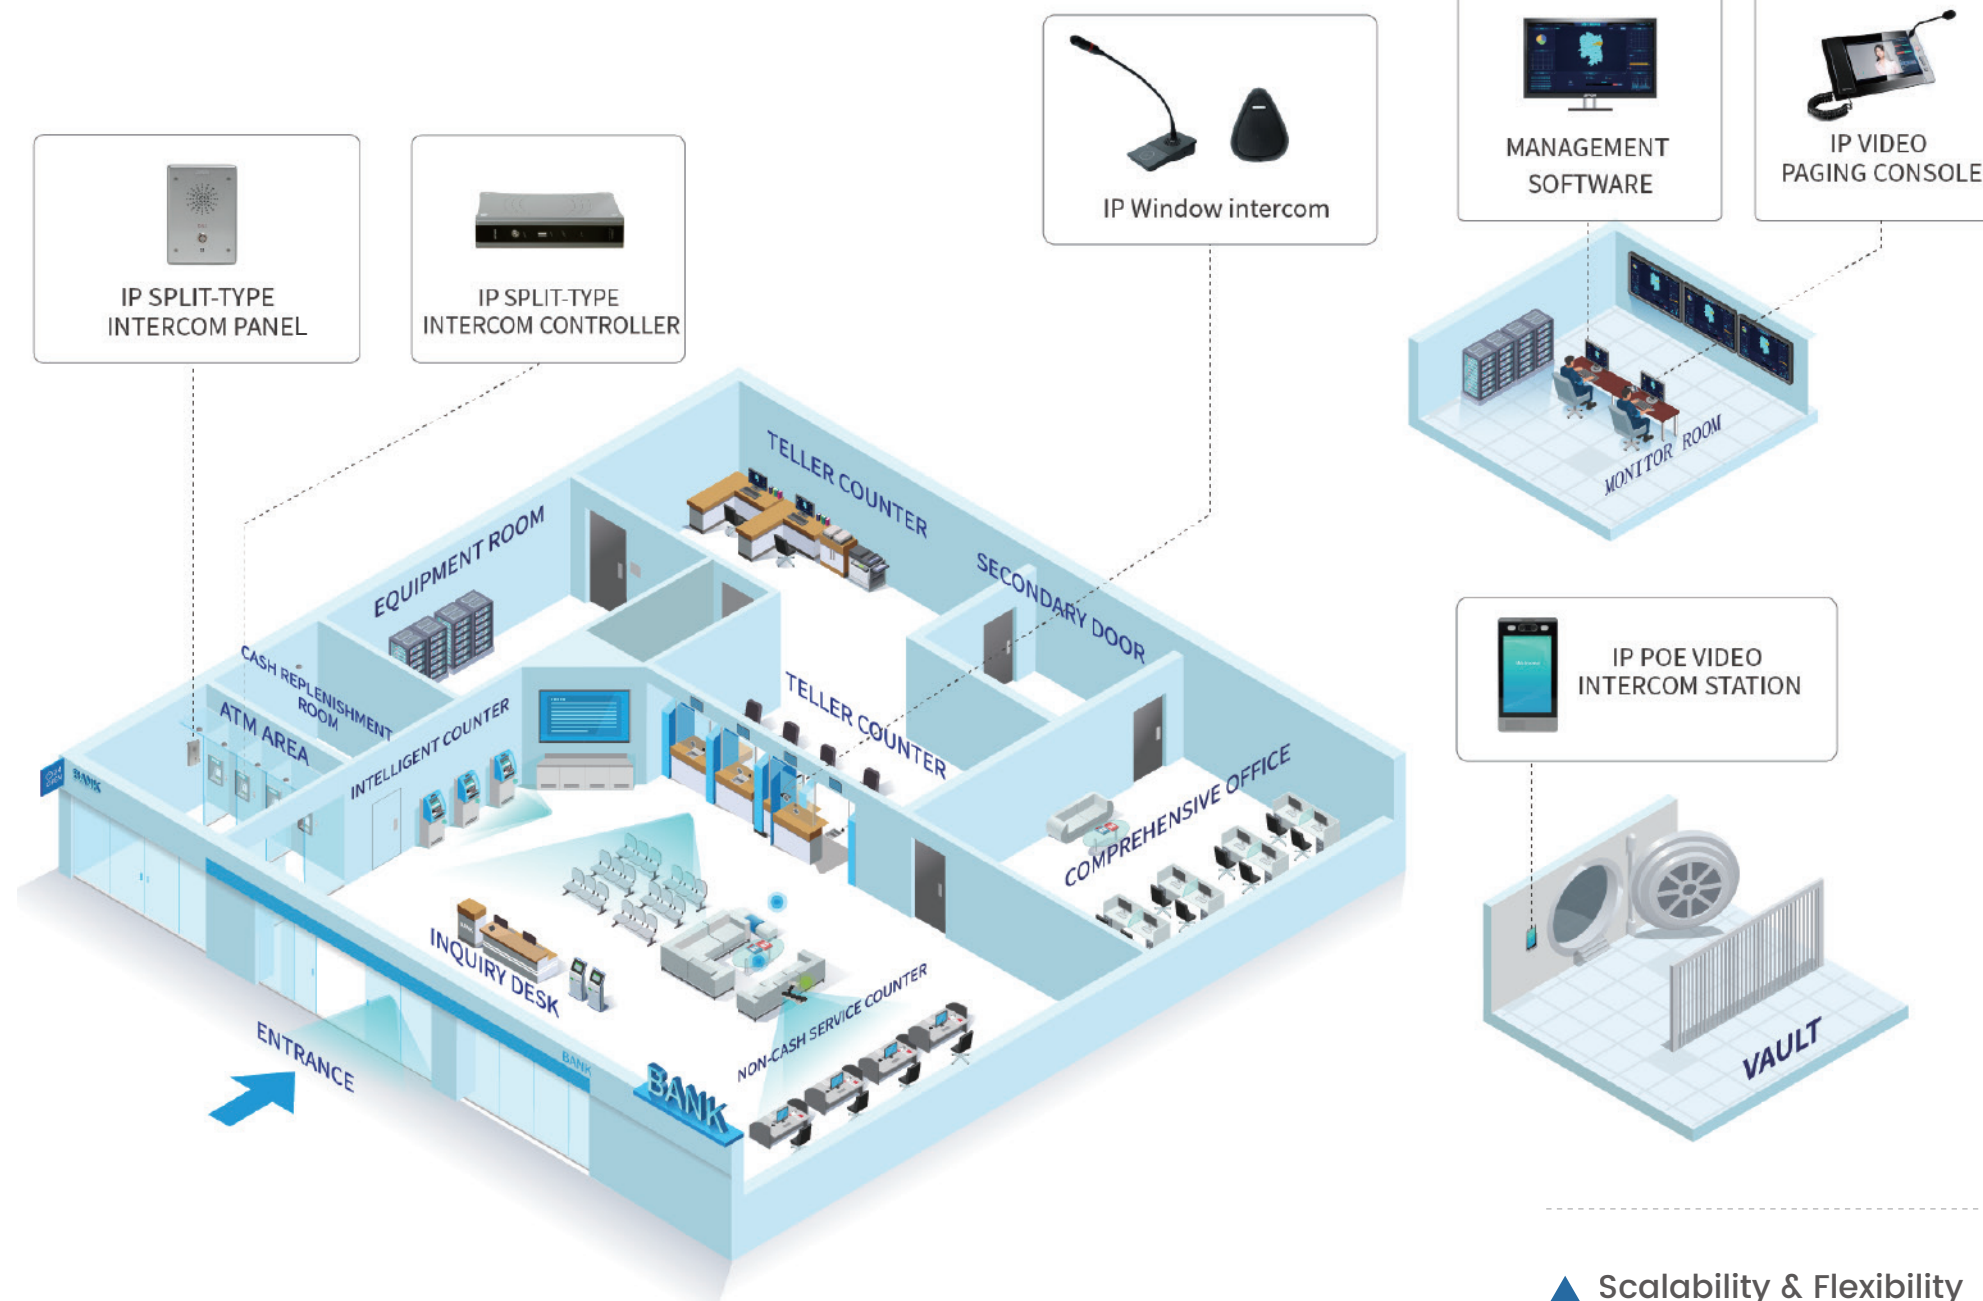 MANAGEMENT
SOFTWARE
IP VIDEO
PAGING CONSOLE
IP Window intercom
IP SPLIT-TYPE
INTERCOM PANEL
IP SPLIT-TYPE
INTERCOM CONTROLLER
MONITOR ROOM
TELLER COUNTER
EQUIPMENT ROOM
SECONDARY DOOR
CASH REPLENISHMENT
ROOM
ATM AREA
INTELLIGENT COUNTER
TELLER COUNTER
COMPREHENSIVE OFFICE
IP POE VIDEO
INTERCOM STATION
BANK
INQUIRY DESK
NON-CASH SERVICE COUNTER
ENTRANCE
BANK
BANK
VAULT
Scalability & Flexibility